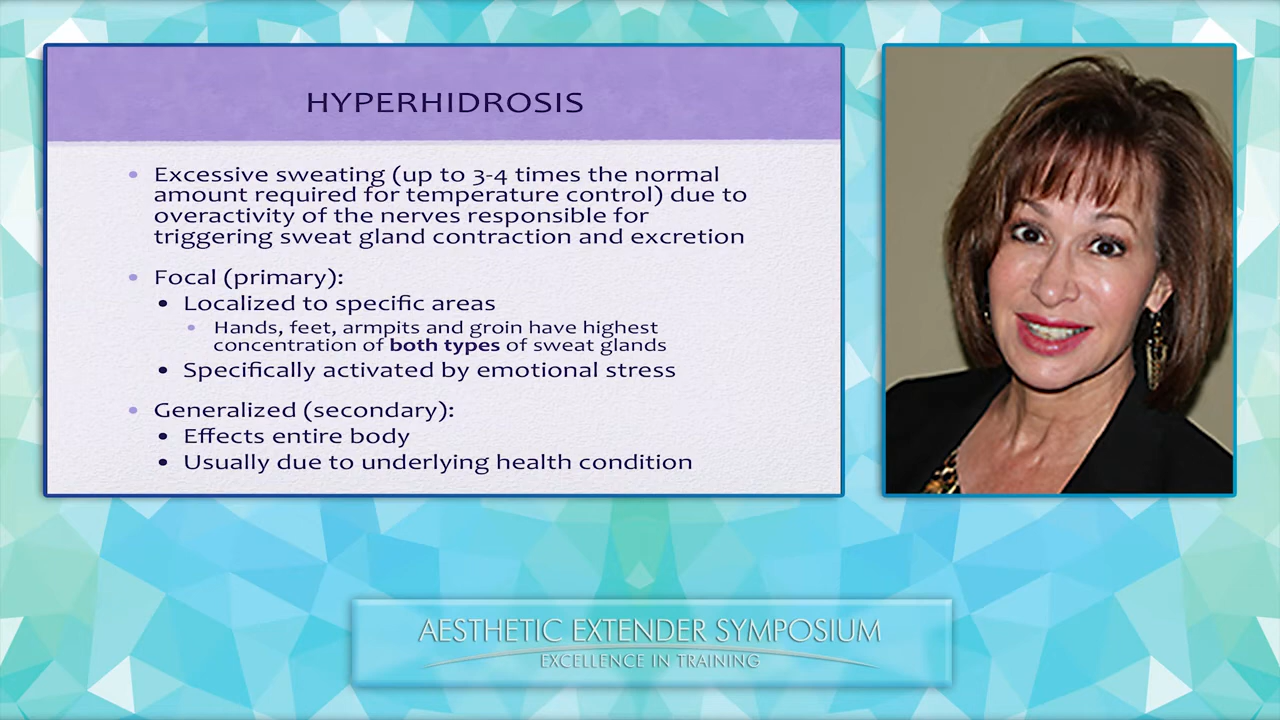 HYPERHIDROSIS
• Excessive sweating (up to 3-4 times the normal
amount required for temperature control) due to
overactivity of the nerves responsible for
triggering sweat gland contraction and excretion
• Focal (primary):
• Localized to specific areas
• Hands, feet, armpits and groin have highest
concentration of both types of sweat glands
• Specifically activated by emotional stress
• Generalized (secondary):
• Effects entire body
• Usually due to underlying health condition
AESTHETIC EXTENDER SYMPOSIUM
EXCELLENCE IN TRAINING